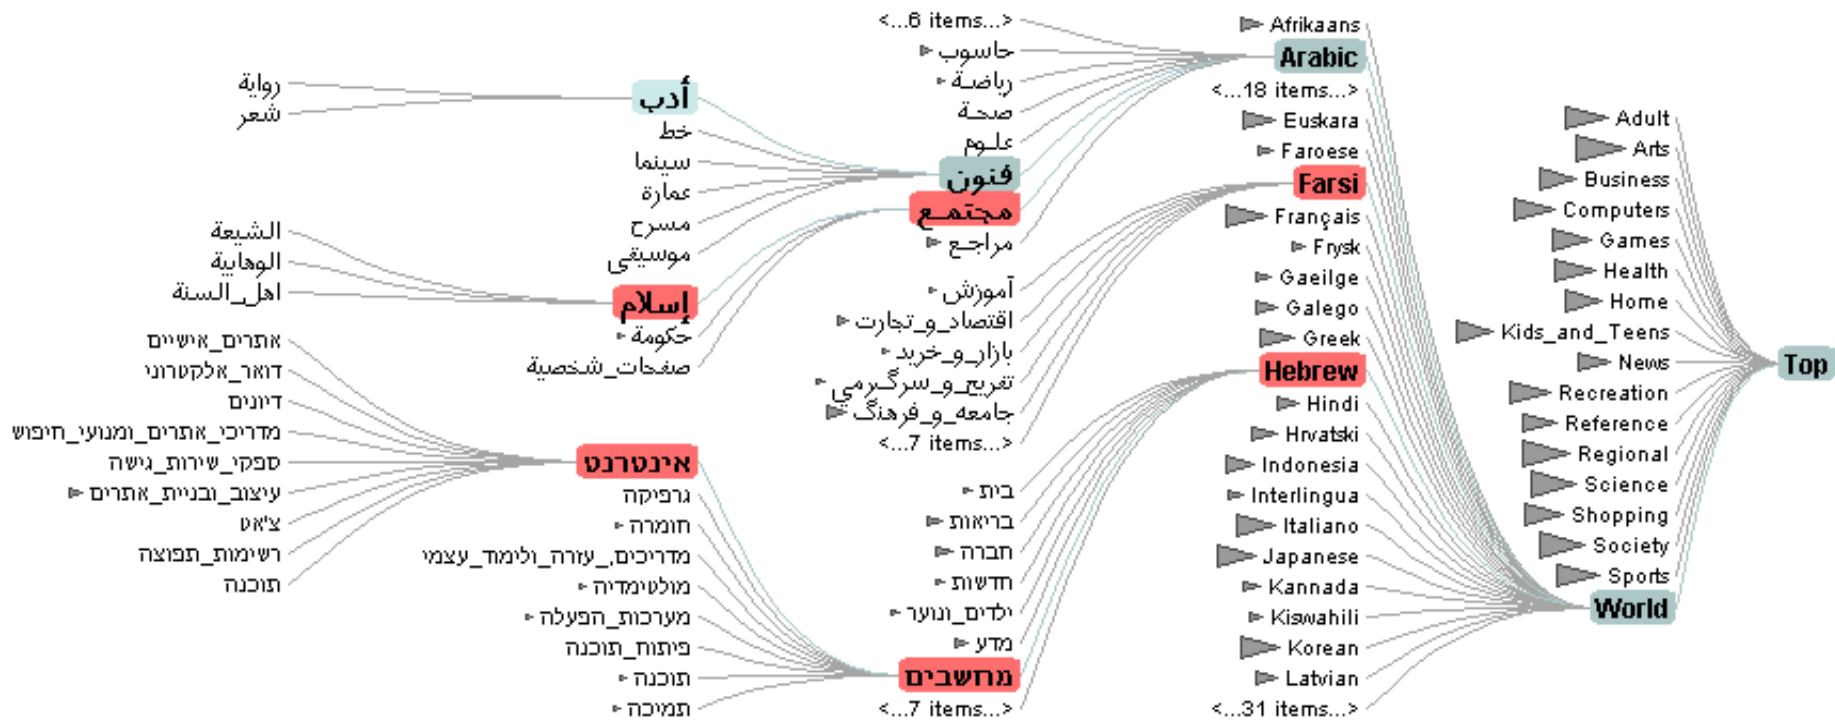 Top
Adult
Arts
Business
Computers
Games
Health
Home
Kids_and_Teens
News
Recreation
Reference
Regional
Science
Shopping
Society
Sports
World
Afrikaans
Arabic
<...18 items...>
Euskara
Faroese
Farsi
Français
Frysk
Gaeilge
Galego
Greek
Hebrew
Hindi
Hrvatski
Indonesia
Interlingua
Italiano
Japanese
Kannada
Kiswahili
Korean
Latvian
<...31 items...>
<...6 items...>
حاسوب
رياضة
صحة
علوم
فنون
مجتمع
مراجع
آموزش
اقتصاد_و_تجارت
بازار_و_خرید
تفریح_و_سرگرمی
جامعه_و_فرهنگ
<...7 items...>
בית
בריאות
חברה
חדשות
ילדים_ונוער
מדע
מחשבים
<...7 items...>
أدب
خط
سينما
عمارة
مسرح
موسيقى
إسلام
حكومة
صفحات_شخصية
אינטרנט
גרפיקה
חומרה
מדריכים,_עזרה_ולימוד_עצמי
מולטימדיה
מערכות_הפעלה
פיתוח_תוכנה
תוכנה
תמיכה
رواية
شعر
الشيعة
الوهابية
اهل_السنة
אתרים_אישיים
דואר_אלקטרוני
דיונים
מדריכי_אתרים_ומנועי_חיפוש
ספקי_שירות_גישה
עיצוב_ובניית_אתרים
צ'אט
רשימות_תפוצה
תוכנה